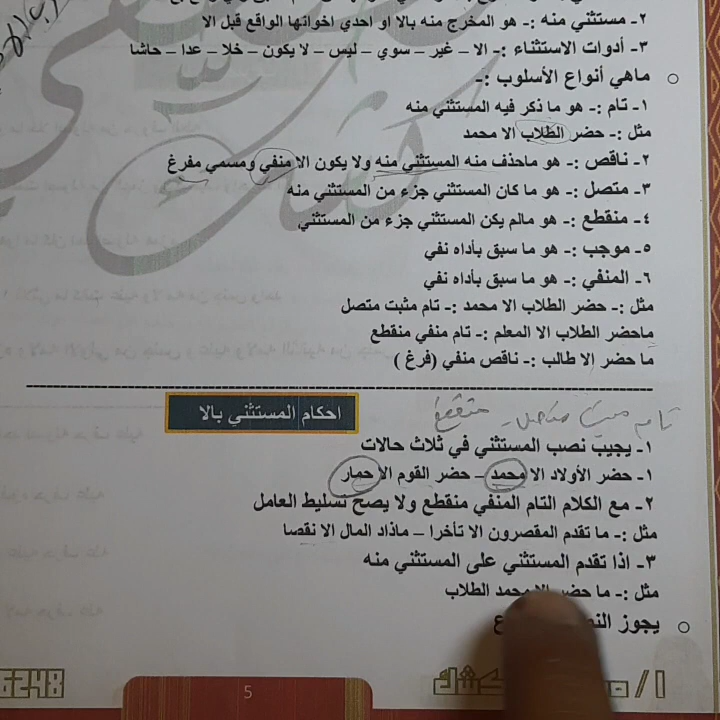 ٢- مستثني منه :- هو المخرج منه بالا او احدي اخواتها الواقع قبل الا
٣- أدوات الاستثناء :- الا – غير – سوي – ليس – لا يكون – خلا – عدا – حاشا
ماهي أنواع الأسلوب :-
١- تام :- هو ما ذكر فيه المستثني منه
مثل :- حضر الطلاب الا محمد
٢- ناقص :- هو ماحذف منه المستثني منه ولا يكون الا منفي ومسمي مفرغ
٣- متصل :- هو ما كان المستثني جزء من المستثني منه
٤- منقطع :- هو مالم يكن المستثني جزء من المستثني
٥- موجب :- هو ما سبق بأداه نفي
٦- المنفي :- هو ما سبق بأداه نفي
مثل :- حضر الطلاب الا محمد :- تام مثبت متصل
ماحضر الطلاب الا المعلم :- تام منفي منقطع
ما حضر إلا طالب :- ناقص منفي (فرغ )
احكام المستثني بالا
١- يجيب نصب المستثني في ثلاث حالات
١- حضر الأولاد الا محمد – حضر القوم الا حمار
٢- مع الكلام التام المنفي منقطع ولا يصح تسليط العامل
مثل :- ما تقدم المقصرون الا تأخرا – ماذاد المال الا نقصا
٣- اذا تقدم المستثني على المستثني منه
مثل :- ما حضر الا محمد الطلاب
يجوز
5
6248